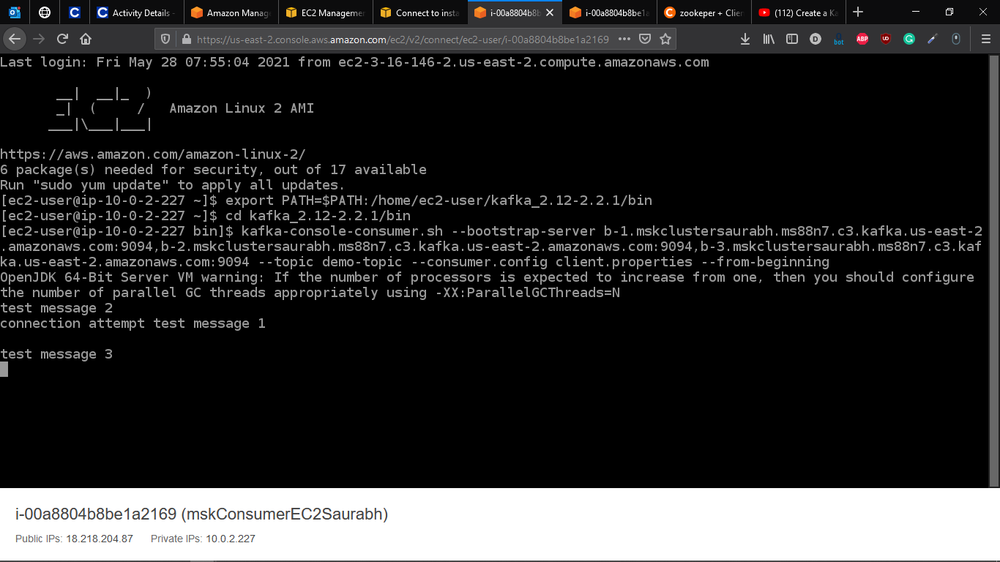 Activity Details -
Amazon Manag
EC2 Managemen
Connect to insta
i-00a8804b8b
i-00a8804b8be1a
zookeper + Clien
(112) Create a Ka
https://us-east-2.console.aws.amazon.com/ec2/v2/connect/ec2-user/i-00a8804b8be1a2169
D
bot
ABP
Last login: Fri May 28 07:55:04 2021 from ec2-3-16-146-2.us-east-2.compute.amazonaws.com
__| __|_ )
_| ( / Amazon Linux 2 AMI
___|\___|___|
https://aws.amazon.com/amazon-linux-2/
6 package(s) needed for security, out of 17 available
Run "sudo yum update" to apply all updates.
[ec2-user@ip-10-0-2-227 ~]$ export PATH=$PATH:/home/ec2-user/kafka_2.12-2.2.1/bin
[ec2-user@ip-10-0-2-227 ~]$ cd kafka_2.12-2.2.1/bin
[ec2-user@ip-10-0-2-227 bin]$ kafka-console-consumer.sh --bootstrap-server b-1.mskclustersaurabh.ms88n7.c3.kafka.us-east-2
.amazonaws.com:9094,b-2.mskclustersaurabh.ms88n7.c3.kafka.us-east-2.amazonaws.com:9094,b-3.mskclustersaurabh.ms88n7.c3.kaf
ka.us-east-2.amazonaws.com:9094 --topic demo-topic --consumer.config client.properties --from-beginning
OpenJDK 64-Bit Server VM warning: If the number of processors is expected to increase from one, then you should configure
the number of parallel GC threads appropriately using -XX:ParallelGCThreads=N
test message 2
connection attempt test message 1
test message 3
i-00a8804b8be1a2169 (mskConsumerEC2Saurabh)
Public IPs: 18.218.204.87 Private IPs: 10.0.2.227